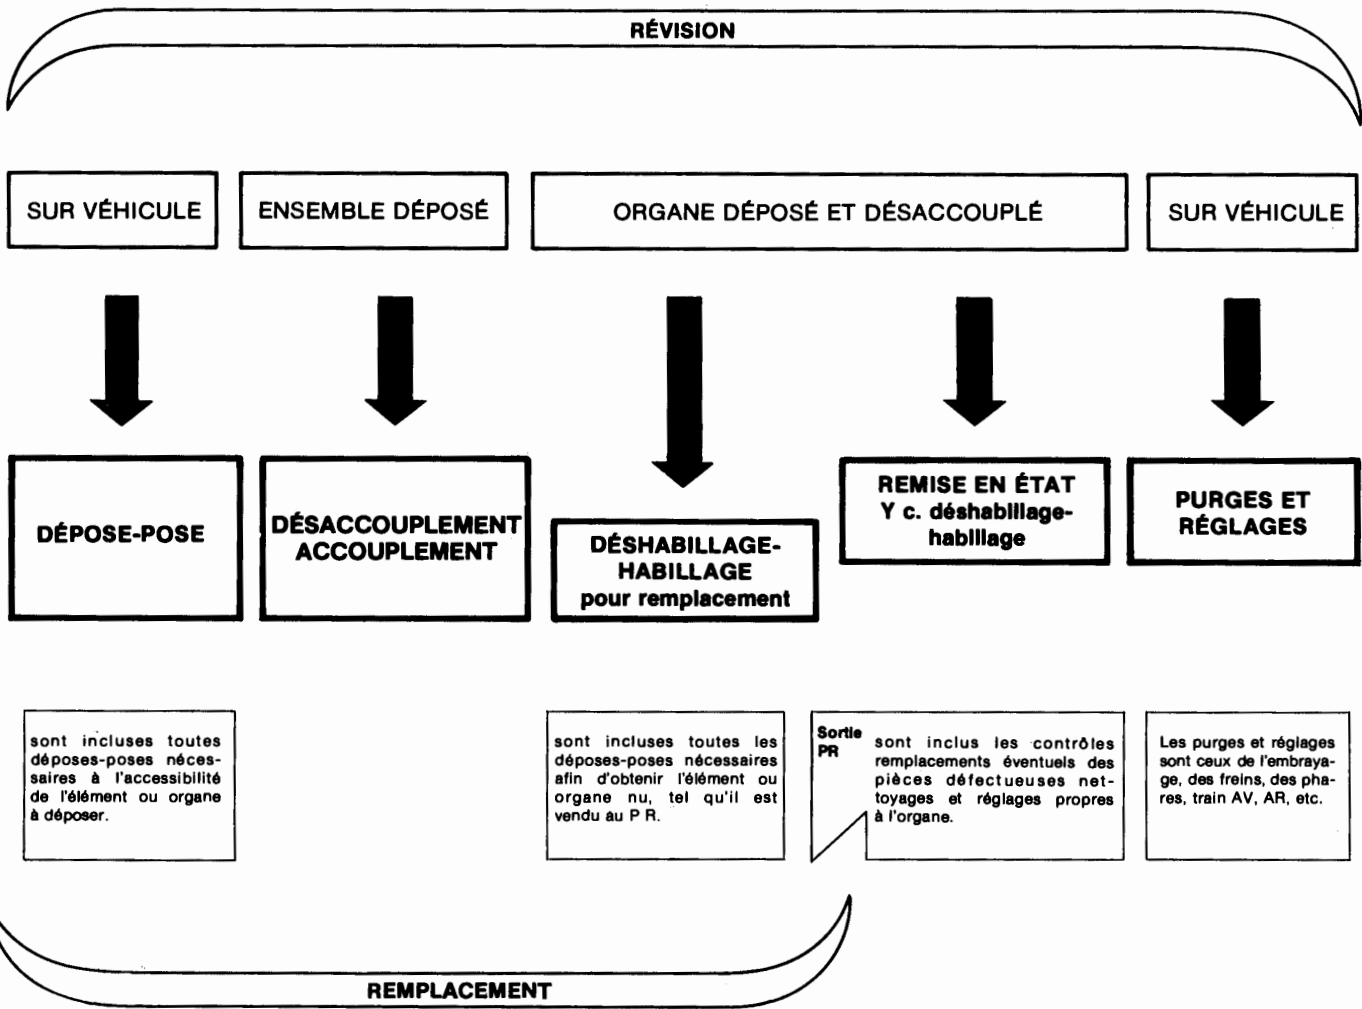 RÉVISION
SUR VÉHICULE
ENSEMBLE DÉPOSÉ
ORGANE DÉPOSÉ ET DÉSACCOUPLÉ
SUR VÉHICULE
DÉPOSE-POSE
DÉSACCOUPLEMENT
ACCOUPLEMENT
DÉSHABILLAGE-
HABILLAGE
pour remplacement
REMISE EN ÉTAT
Y c. déshabillage-
habillage
PURGES ET
RÉGLAGES
sont incluses toutes
déposes-poses néces-
saires à l'accessibilité
de l'élément ou organe
à déposer.
sont incluses toutes les
déposes-poses nécessaires
afin d'obtenir l'élément ou
organe nu, tel qu'il est
vendu au P R.
Sortie
PR
sont inclus les contrôles
remplacements éventuels des
pièces défectueuses net-
toyages et réglages propres
à l'organe.
Les purges et réglages
sont ceux de l'embraya-
ge, des freins, des pha-
res, train AV, AR, etc.
REMPLACEMENT